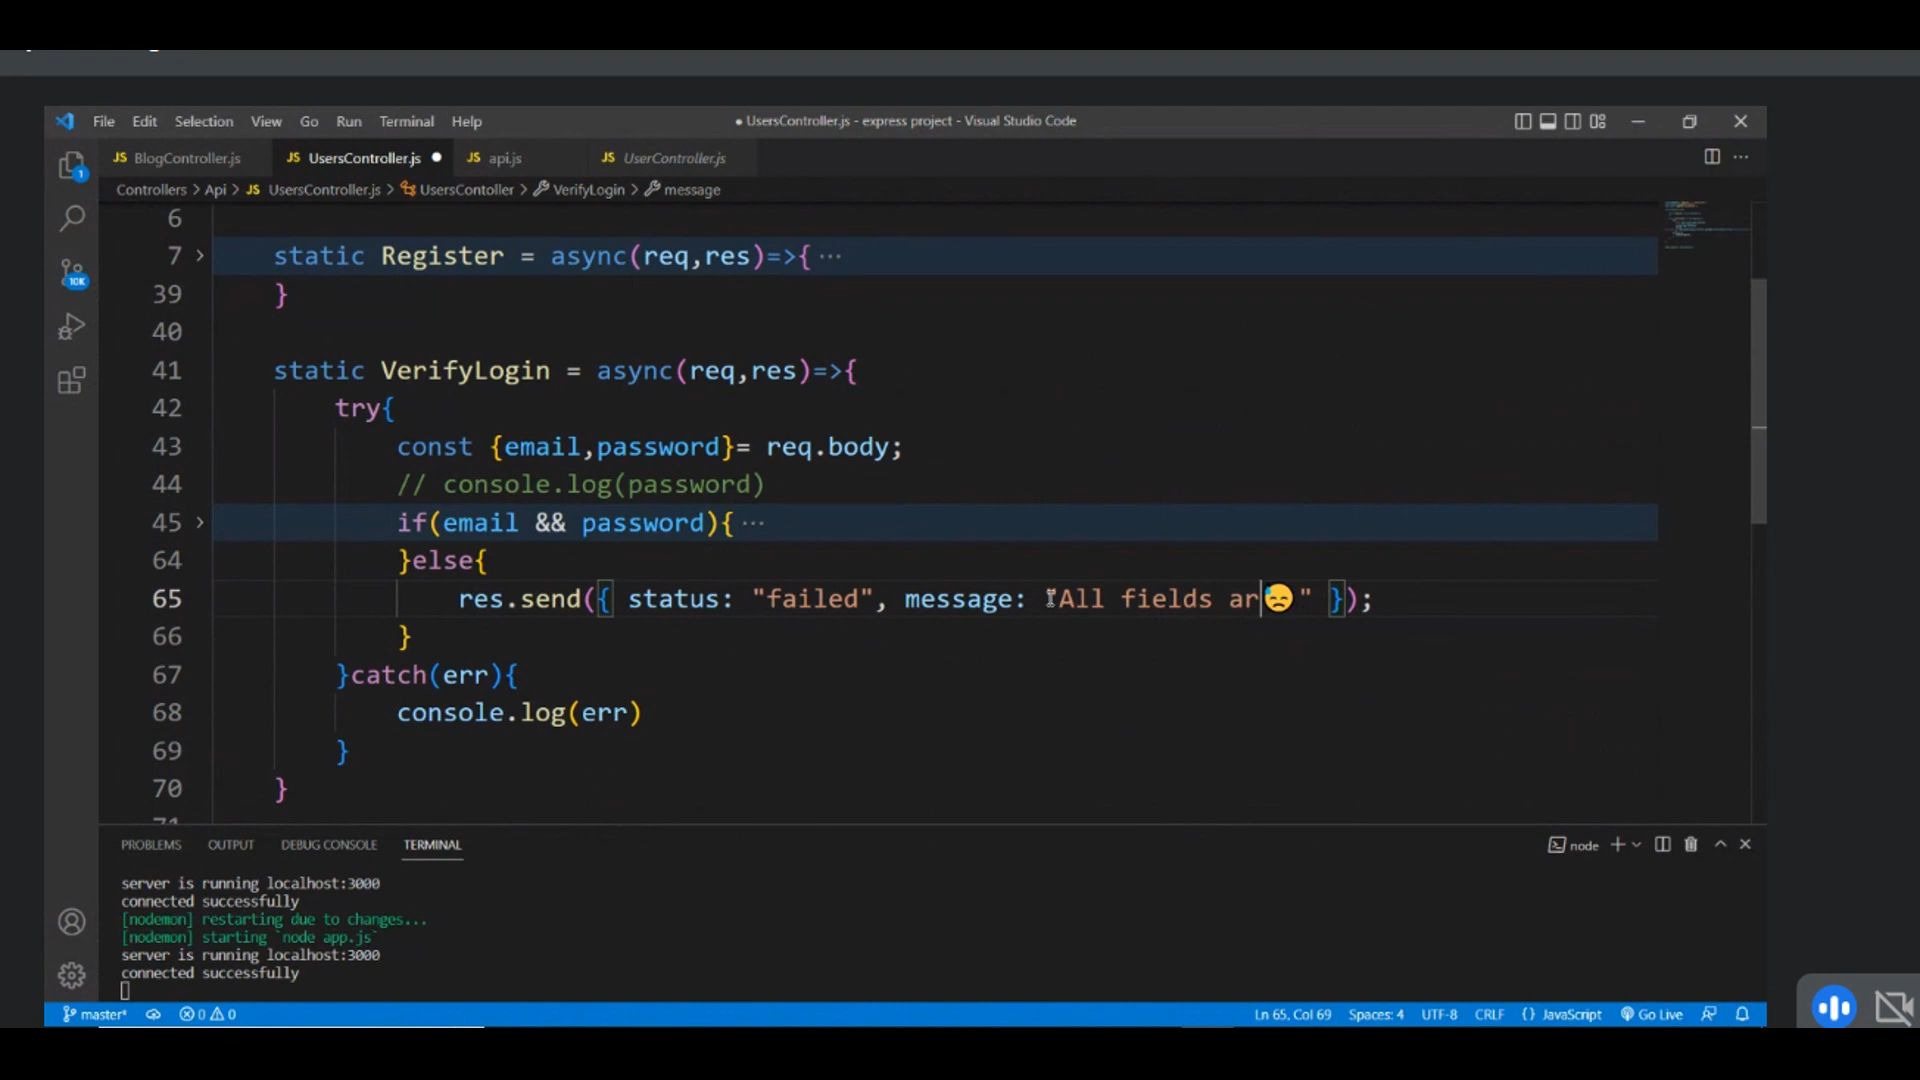 File Edit Selection View Go Run Terminal Help
● UsersController.js - express project - Visual Studio Code
JS BlogController.js
JS UsersController.js ●
JS api.js
JS UserController.js
Controllers > Api > JS UsersController.js > UsersContoller > VerifyLogin > message
1
10K
6
7 static Register = async(req,res)=>{ ···
39 }
40
41 static VerifyLogin = async(req,res)=>{
42 try{
43 const {email,password}= req.body;
44 // console.log(password)
45 if(email && password){ ···
64 }else{
65 res.send({ status: "failed", message: "All fields ar😓" });
66 }
67 }catch(err){
68 console.log(err)
69 }
70 }
71
PROBLEMS OUTPUT DEBUG CONSOLE TERMINAL
node
server is running localhost:3000
connected successfully
[nodemon] restarting due to changes...
[nodemon] starting `node app.js`
server is running localhost:3000
connected successfully
master* 0 0
Ln 65, Col 69 Spaces: 4 UTF-8 CRLF {} JavaScript Go Live